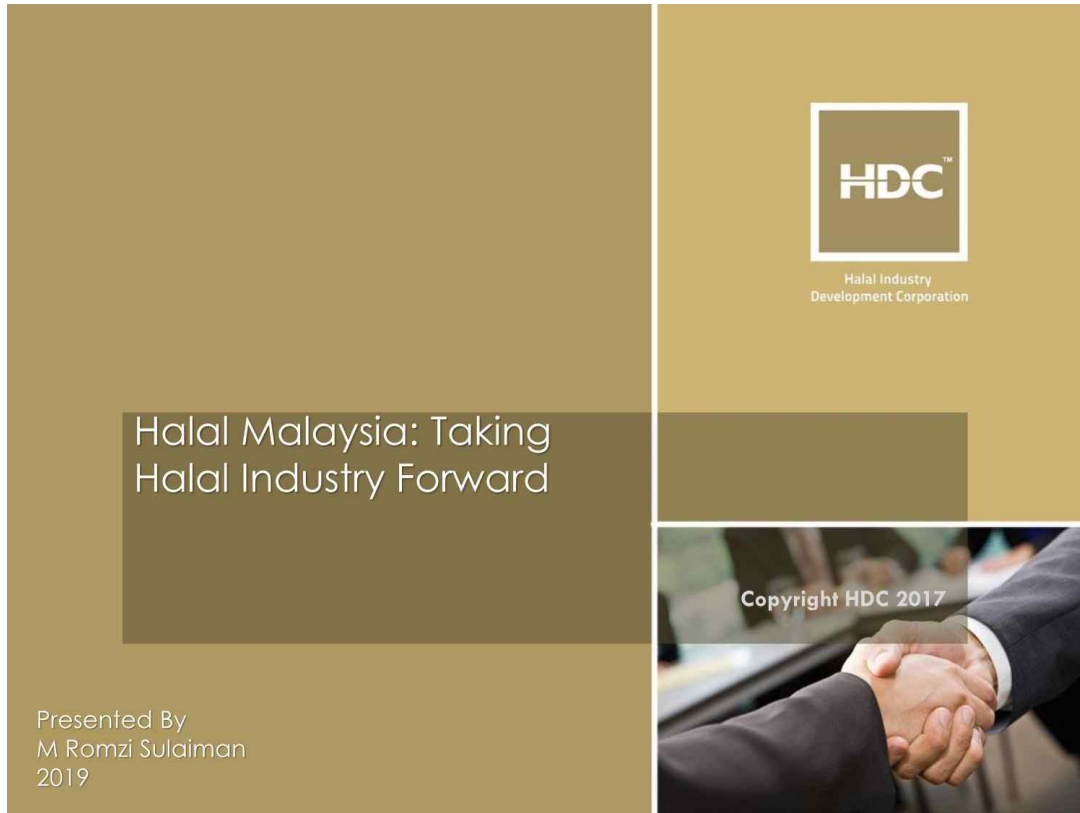 HDC™
Halal Industry
Development Corporation
Halal Malaysia: Taking
Halal Industry Forward
Copyright HDC 2017
Presented By
M Romzi Sulaiman
2019